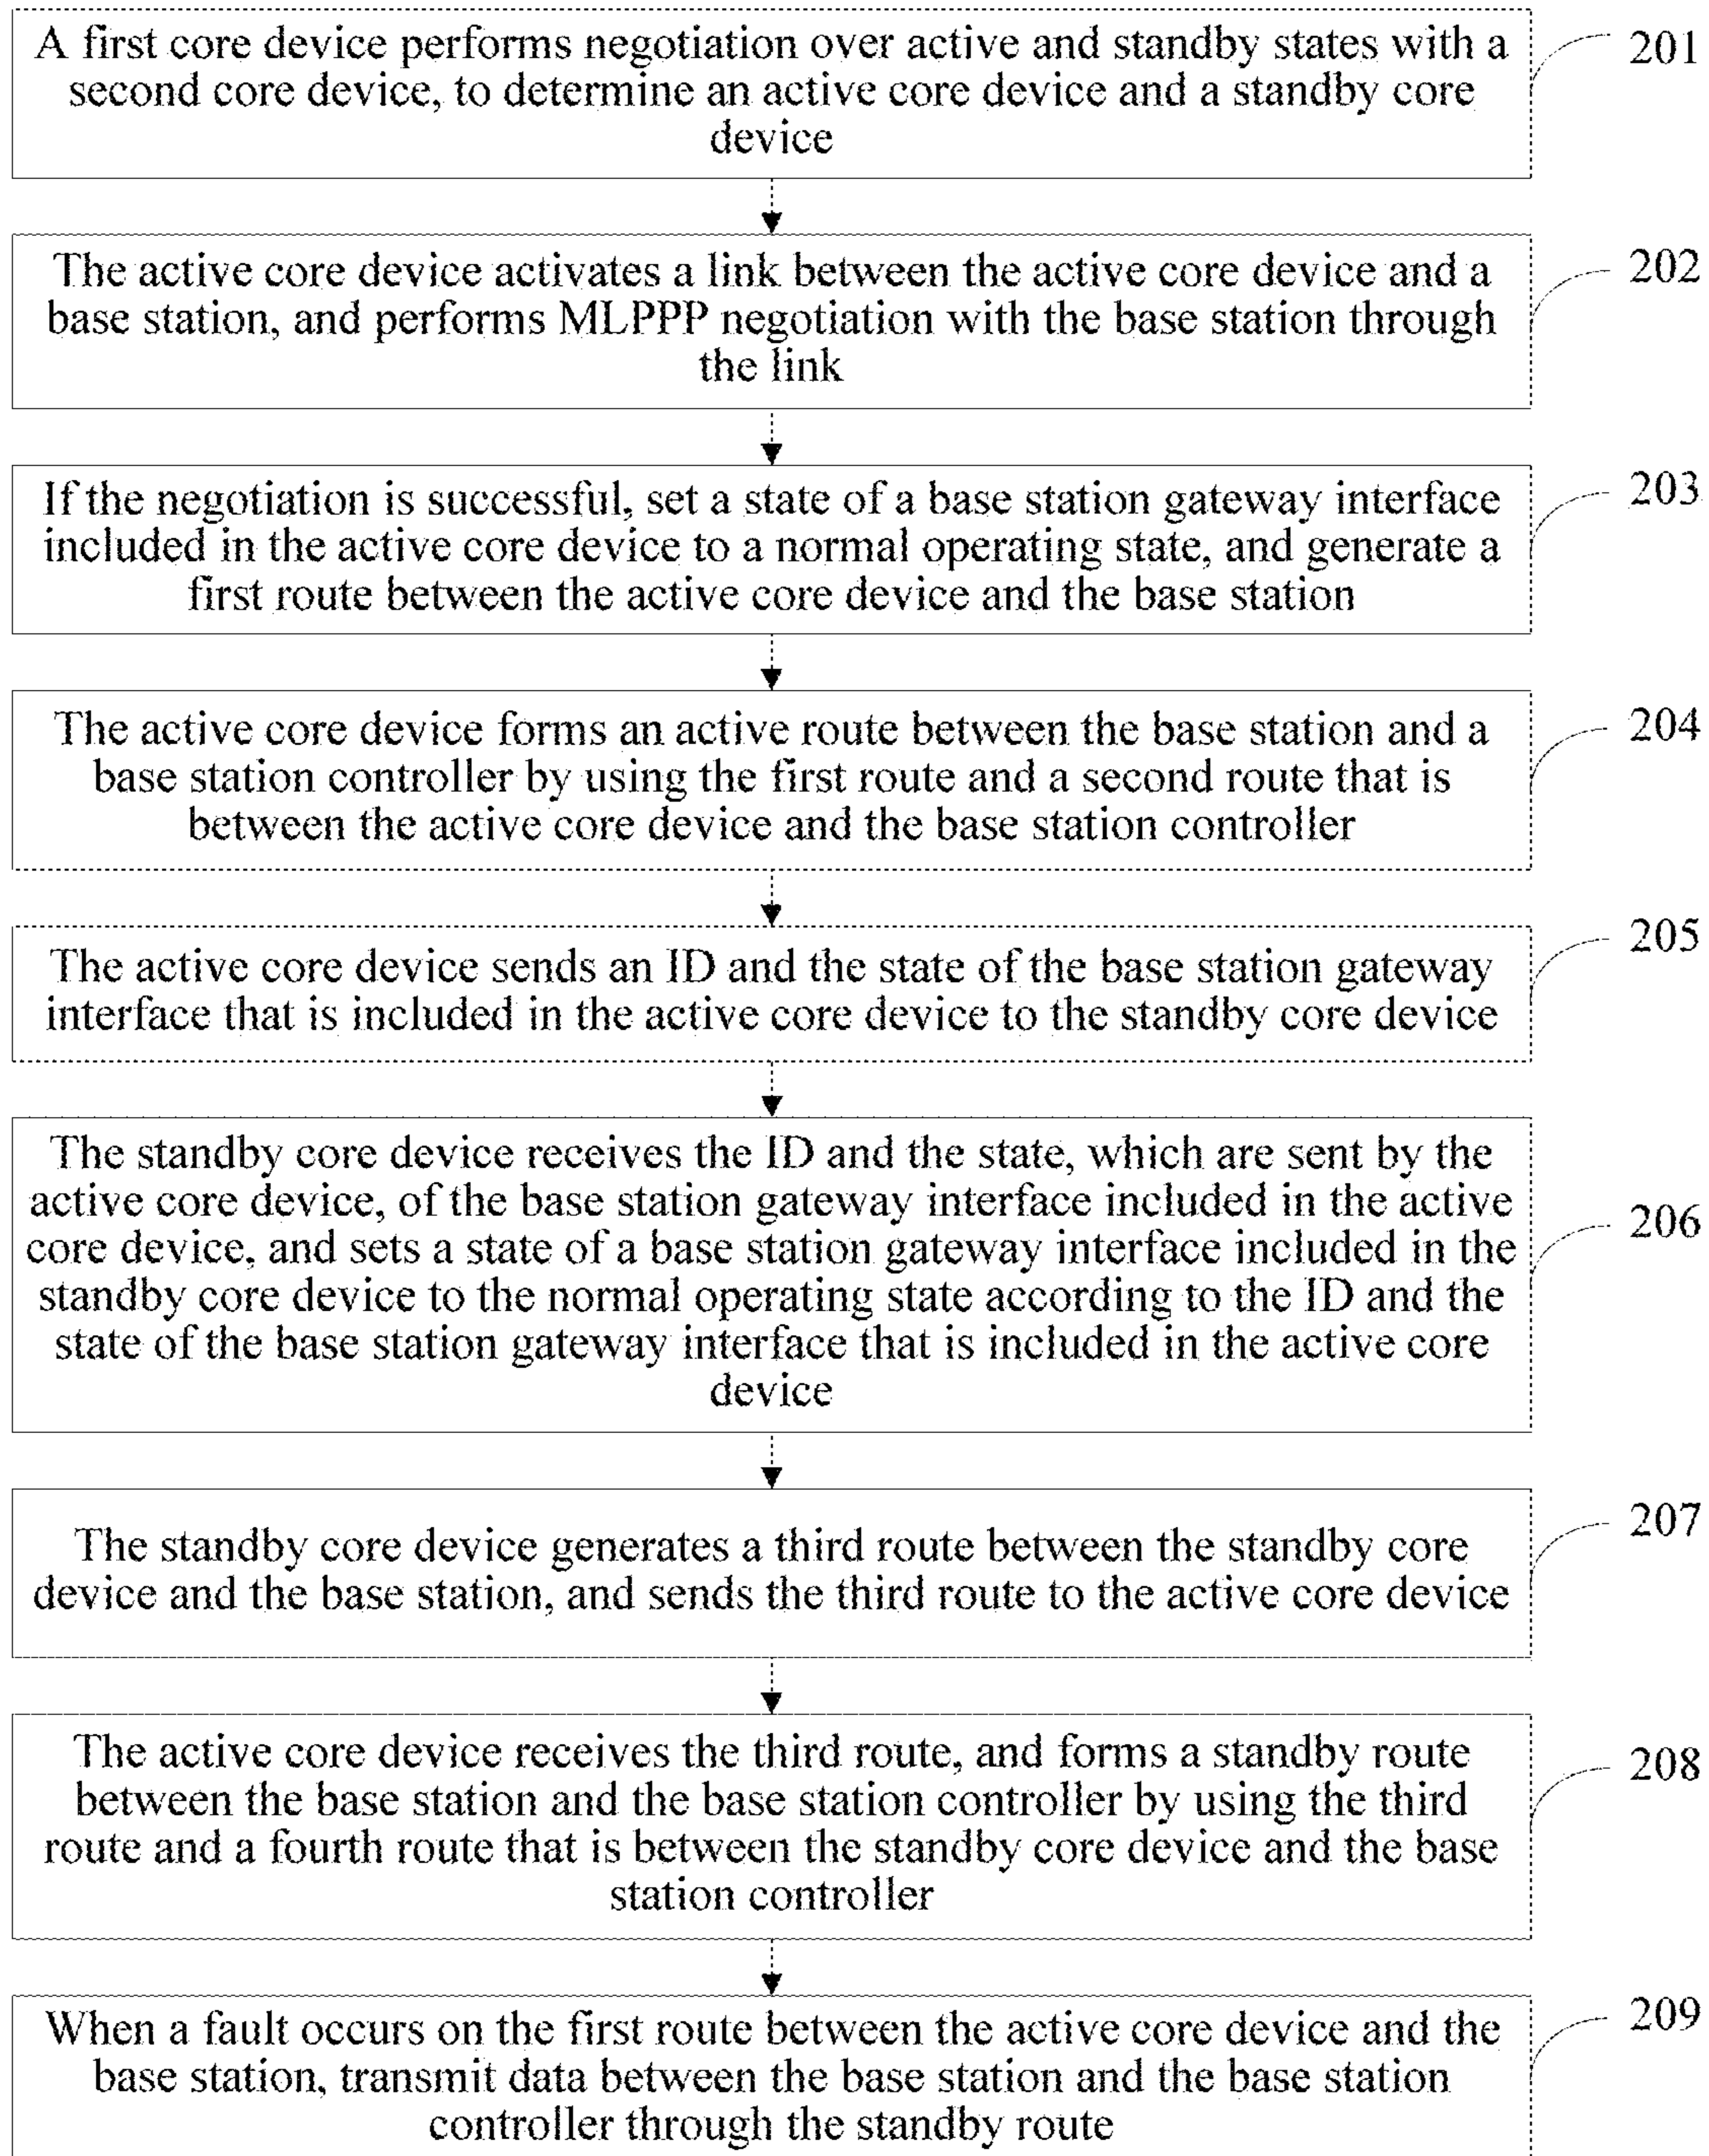 A first core device performs negotiation over active and standby states with a
second core device, to determine an active core device and a standby core
device
201
The active core device activates a link between the active core device and a
base station, and performs MLPPP negotiation with the base station through
the link
202
If the negotiation is successful, set a state of a base station gateway interface
included in the active core device to a normal operating state, and generate a
first route between the active core device and the base station
203
The active core device forms an active route between the base station and a
base station controller by using the first route and a second route that is
between the active core device and the base station controller
204
The active core device sends an ID and the state of the base station gateway
interface that is included in the active core device to the standby core device
205
The standby core device receives the ID and the state, which are sent by the
active core device, of the base station gateway interface included in the active
core device, and sets a state of a base station gateway interface included in the
standby core device to the normal operating state according to the ID and the
state of the base station gateway interface that is included in the active core
device
206
The standby core device generates a third route between the standby core
device and the base station, and sends the third route to the active core device
207
The active core device receives the third route, and forms a standby route
between the base station and the base station controller by using the third
route and a fourth route that is between the standby core device and the base
station controller
208
When a fault occurs on the first route between the active core device and the
base station, transmit data between the base station and the base station
controller through the standby route
209